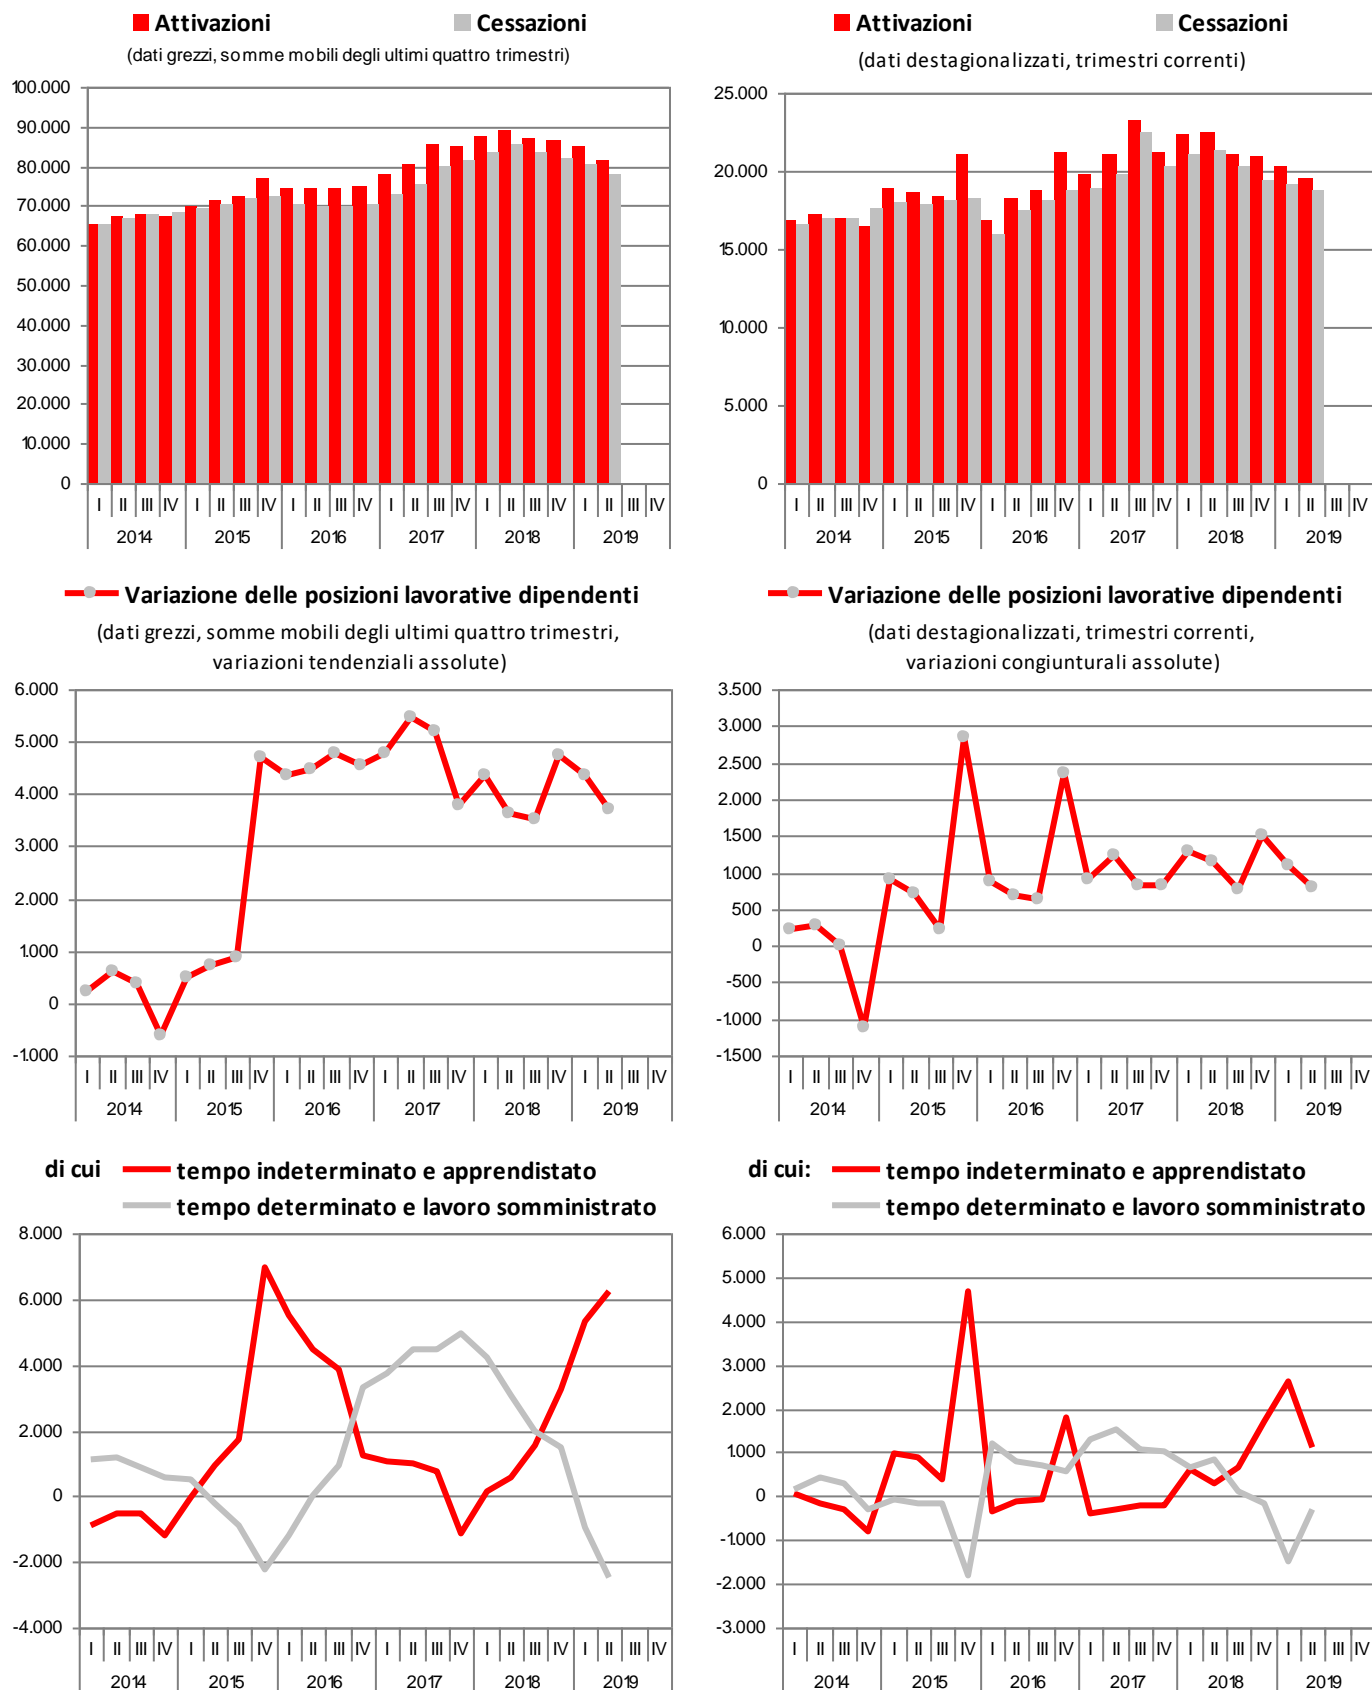 Attivazioni Cessazioni
(dati grezzi, somme mobili degli ultimi quattro trimestri)
100.000
90.000
80.000
70.000
60.000
50.000
40.000
30.000
20.000
10.000
0
I II III IV I II III IV I II III IV I II III IV I II III IV I II III IV
2014 2015 2016 2017 2018 2019
Attivazioni Cessazioni
(dati destagionalizzati, trimestri correnti)
25.000
20.000
15.000
10.000
5.000
0
I II III IV I II III IV I II III IV I II III IV I II III IV I II III IV
2014 2015 2016 2017 2018 2019
Variazione delle posizioni lavorative dipendenti
(dati grezzi, somme mobili degli ultimi quattro trimestri,
variazioni tendenziali assolute)
6.000
5.000
4.000
3.000
2.000
1.000
0
-1.000
I II III IV I II III IV I II III IV I II III IV I II III IV I II III IV
2014 2015 2016 2017 2018 2019
Variazione delle posizioni lavorative dipendenti
(dati destagionalizzati, trimestri correnti,
variazioni congiunturali assolute)
3.500
3.000
2.500
2.000
1.500
1.000
500
0
-500
-1.000
-1.500
I II III IV I II III IV I II III IV I II III IV I II III IV I II III IV
2014 2015 2016 2017 2018 2019
di cui tempo indeterminato e apprendistato
tempo determinato e lavoro somministrato
8.000
6.000
4.000
2.000
0
-2.000
-4.000
I II III IV I II III IV I II III IV I II III IV I II III IV I II III IV
2014 2015 2016 2017 2018 2019
di cui: tempo indeterminato e apprendistato
tempo determinato e lavoro somministrato
6.000
5.000
4.000
3.000
2.000
1.000
0
-1.000
-2.000
-3.000
I II III IV I II III IV I II III IV I II III IV I II III IV I II III IV
2014 2015 2016 2017 2018 2019